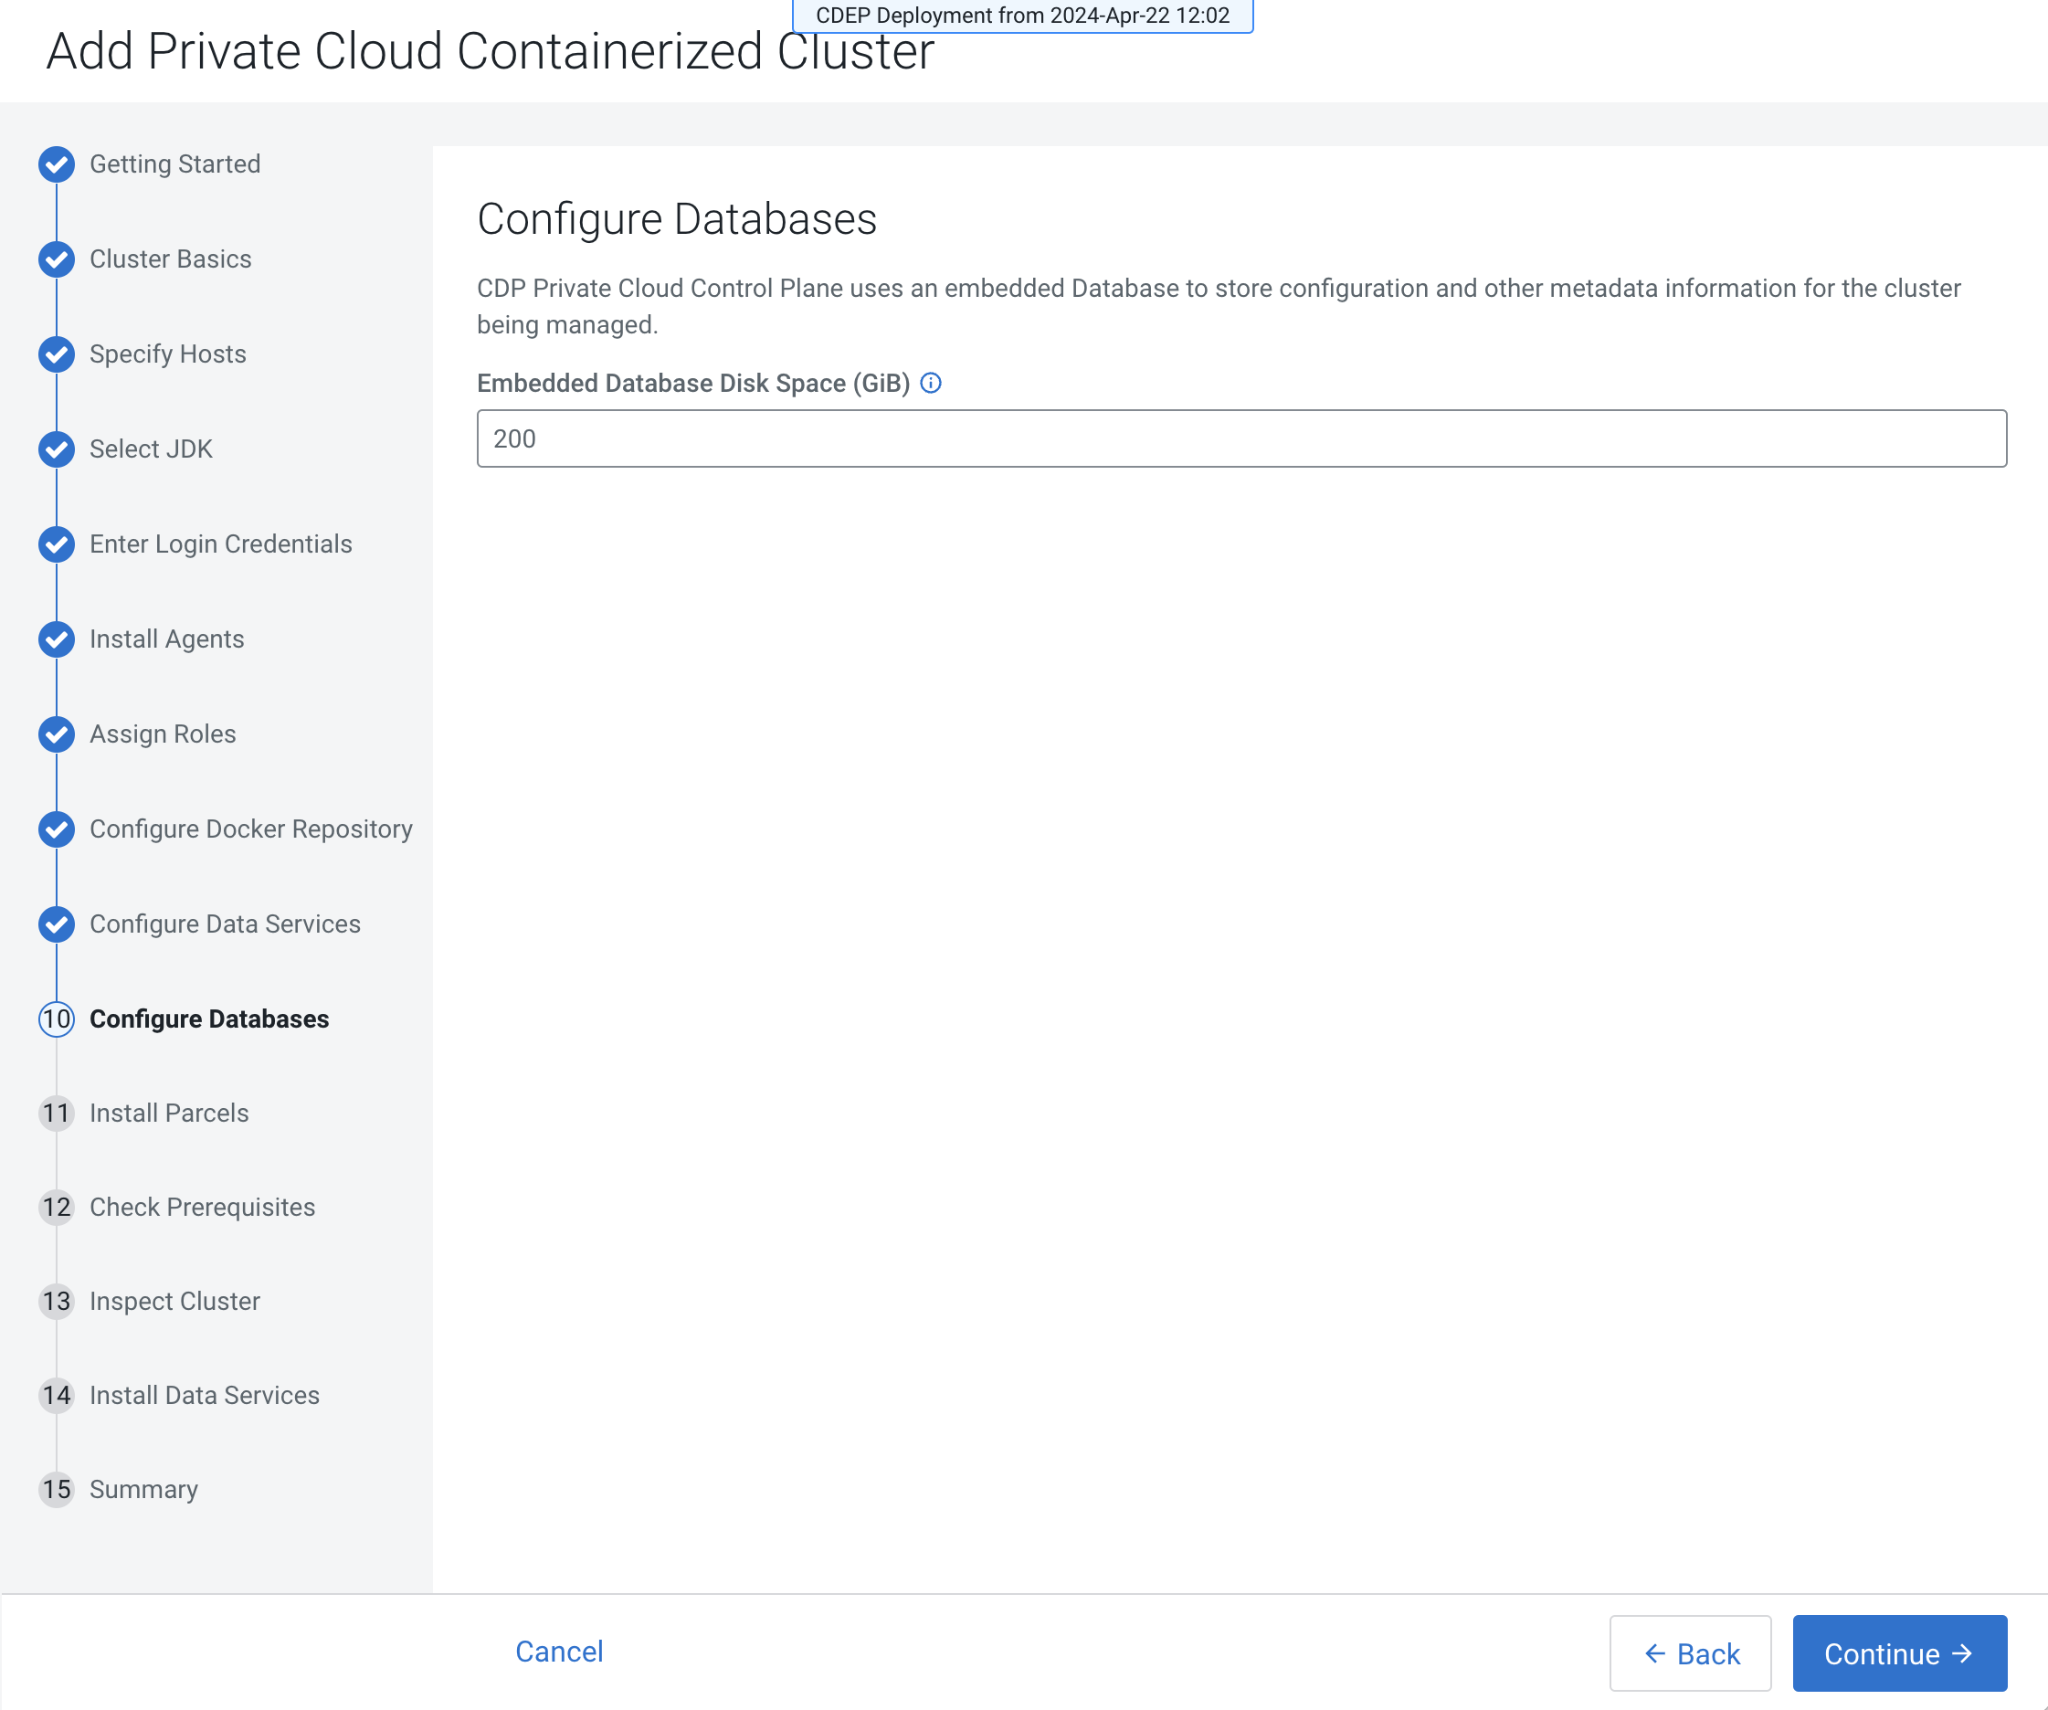 CDEP Deployment from 2024-Apr-22 12:02
Add Private Cloud Containerized Cluster
Getting Started
Cluster Basics
Specify Hosts
Select JDK
Enter Login Credentials
Install Agents
Assign Roles
Configure Docker Repository
Configure Data Services
10 Configure Databases
11 Install Parcels
12 Check Prerequisites
13 Inspect Cluster
14 Install Data Services
15 Summary
Configure Databases
CDP Private Cloud Control Plane uses an embedded Database to store configuration and other metadata information for the cluster
being managed.
Embedded Database Disk Space (GiB)
200
Cancel
Back
Continue